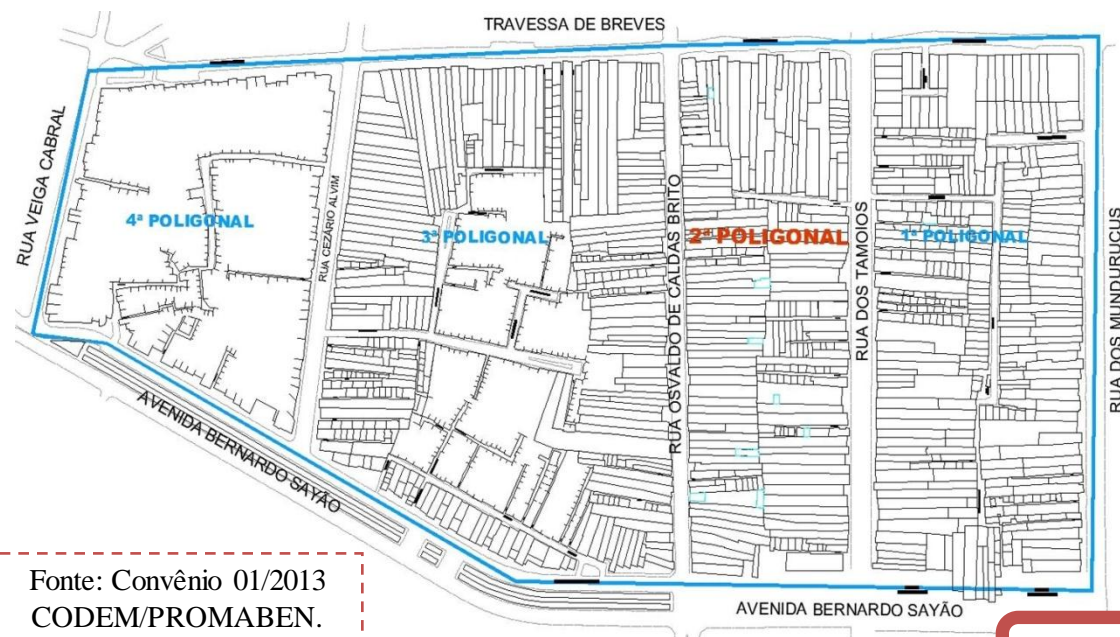 TRAVESSA DE BREVES
RUA VEIGA CABRAL
4ª POLIGONAL
RUA CEZÁRIO ALVIM
3ª POLIGONAL
RUA OSVALDO DE CALDAS BRITO
2ª POLIGONAL
RUA DOS TAMOIOS
1ª POLIGONAL
RUA DOS MUNDURUCUS
AVENIDA BERNARDO SAYÃO
AVENIDA BERNARDO SAYÃO
Fonte: Convênio 01/2013
CODEM/PROMABEN.